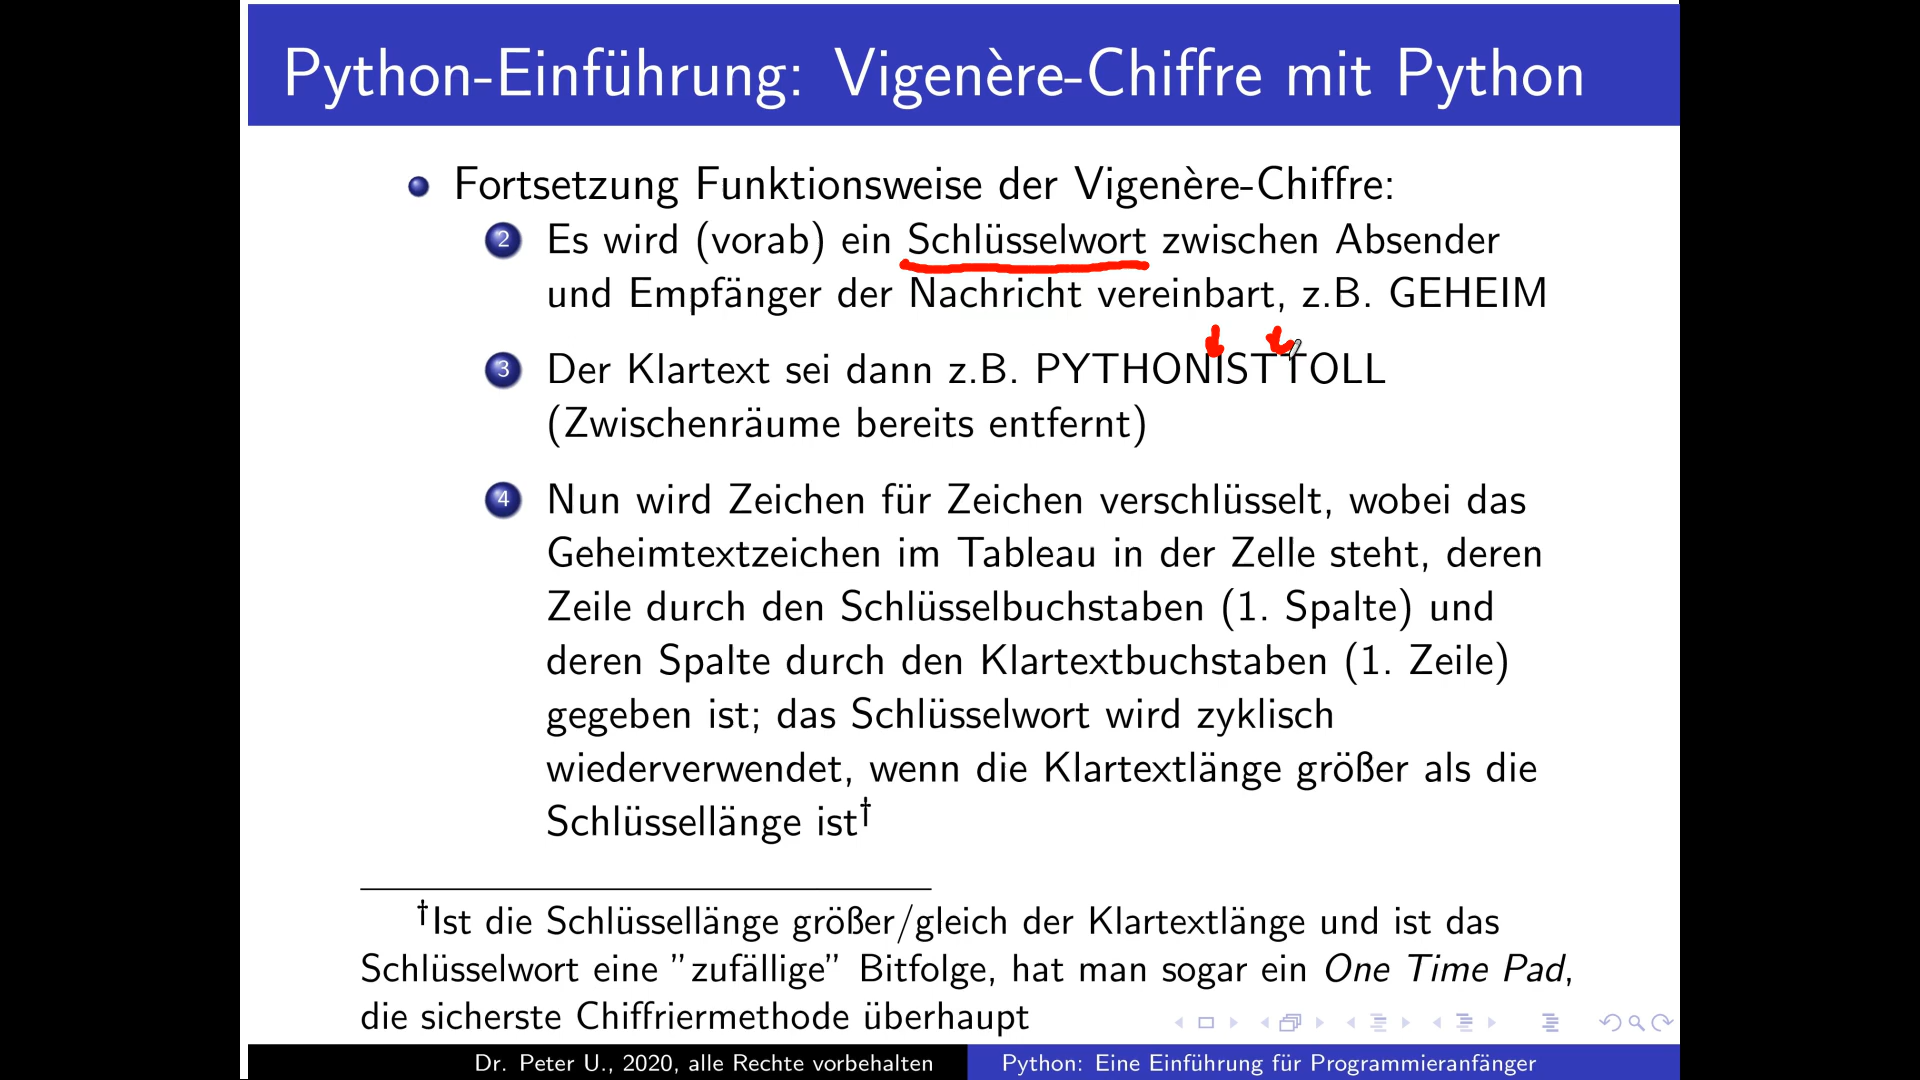 Python-Einführung: Vigenère-Chiffre mit Python
Fortsetzung Funktionsweise der Vigenère-Chiffre:
2 Es wird (vorab) ein Schlüsselwort zwischen Absender
und Empfänger der Nachricht vereinbart, z.B. GEHEIM
3 Der Klartext sei dann z.B. PYTHONISTTOLL
(Zwischenräume bereits entfernt)
4 Nun wird Zeichen für Zeichen verschlüsselt, wobei das
Geheimtextzeichen im Tableau in der Zelle steht, deren
Zeile durch den Schlüsselbuchstaben (1. Spalte) und
deren Spalte durch den Klartextbuchstaben (1. Zeile)
gegeben ist; das Schlüsselwort wird zyklisch
wiederverwendet, wenn die Klartextlänge größer als die
Schlüssellänge ist†
†Ist die Schlüssellänge größer/gleich der Klartextlänge und ist das
Schlüsselwort eine ”zufällige” Bitfolge, hat man sogar ein One Time Pad,
die sicherste Chiffriermethode überhaupt
Dr. Peter U., 2020, alle Rechte vorbehalten
Python: Eine Einführung für Programmieranfänger